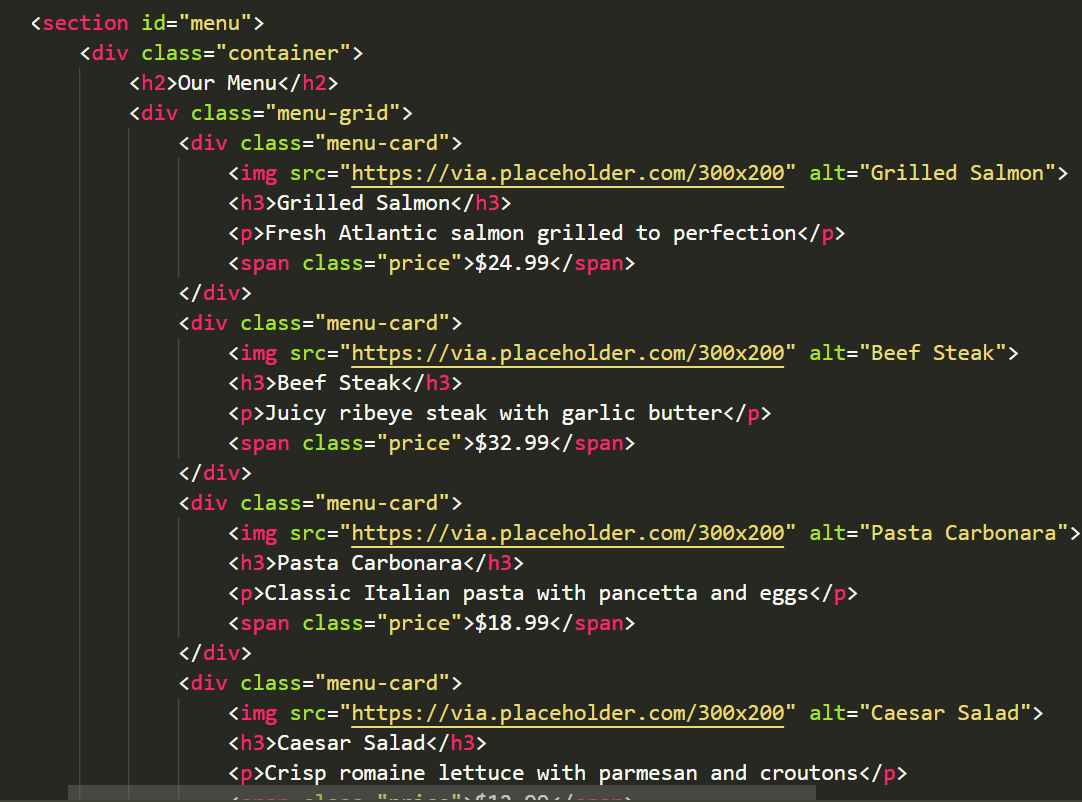 <section id="menu">
<div class="container">
<h2>Our Menu</h2>
<div class="menu-grid">
<div class="menu-card">
<img src="https://via.placeholder.com/300x200" alt="Grilled Salmon">
<h3>Grilled Salmon</h3>
<p>Fresh Atlantic salmon grilled to perfection</p>
<span class="price">$24.99</span>
</div>
<div class="menu-card">
<img src="https://via.placeholder.com/300x200" alt="Beef Steak">
<h3>Beef Steak</h3>
<p>Juicy ribeye steak with garlic butter</p>
<span class="price">$32.99</span>
</div>
<div class="menu-card">
<img src="https://via.placeholder.com/300x200" alt="Pasta Carbonara">
<h3>Pasta Carbonara</h3>
<p>Classic Italian pasta with pancetta and eggs</p>
<span class="price">$18.99</span>
</div>
<div class="menu-card">
<img src="https://via.placeholder.com/300x200" alt="Caesar Salad">
<h3>Caesar Salad</h3>
<p>Crisp romaine lettuce with parmesan and croutons</p>